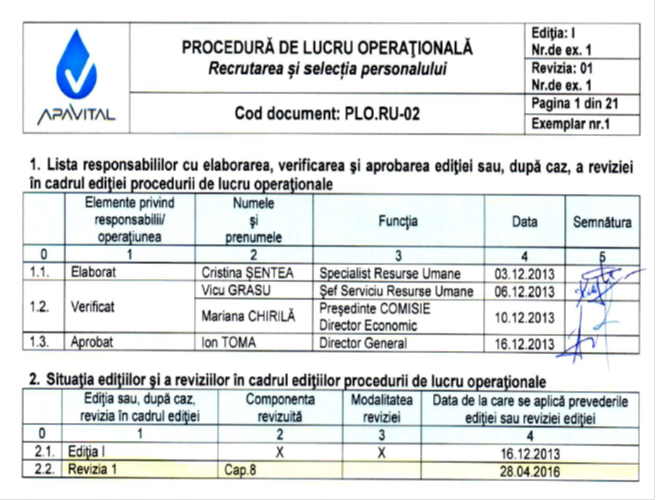 APAVITAL
PROCEDURĂ DE LUCRU OPERAŢIONALĂ
Recrutarea și selecția personalului
Cod document: PLO.RU-02
Ediţia: I
Nr.de ex. 1
Revizia: 01
Nr.de ex. 1
Pagina 1 din 21
Exemplar nr.1
1. Lista responsabililor cu elaborarea, verificarea şi aprobarea ediţiei sau, după caz, a reviziei
în cadrul ediţiei procedurii de lucru operaţionale
Elemente privind
responsabilii/
operaţiunea
Numele
şi
prenumele
Funcţia
Data
Semnătura
0 1 2 3 4 5
1.1. Elaborat Cristina ŞENTEA Specialist Resurse Umane 03.12.2013
1.2. Verificat Vicu GRASU Şef Serviciu Resurse Umane 06.12.2013
Mariana CHIRILĂ Preşedinte COMISIE
Director Economic 10.12.2013
1.3. Aprobat Ion TOMA Director General 16.12.2013
2. Situaţia ediţiilor şi a reviziilor în cadrul ediţiilor procedurii de lucru operaţionale
Ediţia sau, după caz,
revizia în cadrul ediţiei
Componenta
revizuită
Modalitatea
reviziei
Data de la care se aplică prevederile
ediţiei sau reviziei ediţiei
0 1 2 3 4
2.1. Ediţia I X X 16.12.2013
2.2. Revizia 1 Cap.8 28.04.2016